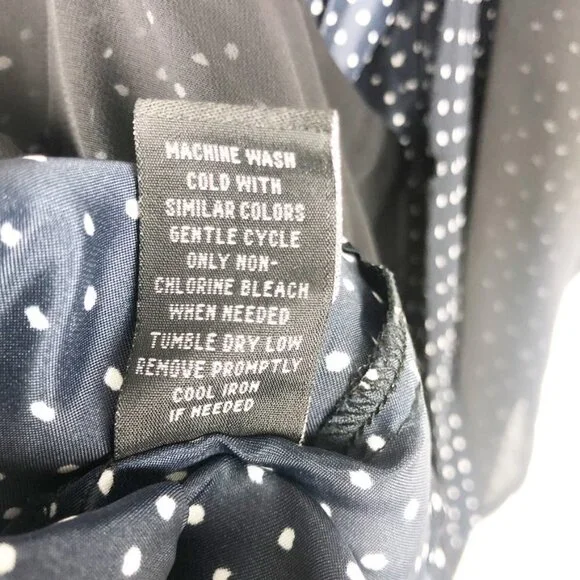 MACHINE WASH
COLD WITH
SIMILAR COLORS
GENTLE CYCLE
ONLY NON-
CHLORINE BLEACH
WHEN NEEDED
TUMBLE DRY LOW
REMOVE PROMPTLY
COOL IRON
IF NEEDED